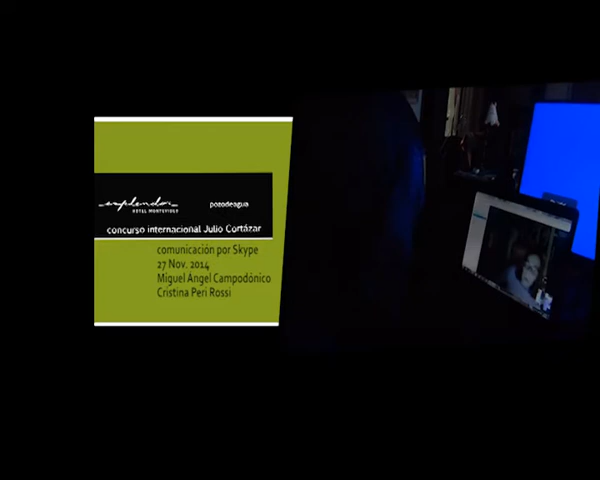 esplendor
HOTEL MONTEVIDEO
pozodeagua
concurso internacional Julio Cortázar
comunicación por Skype
27 Nov. 2014
Miguel Angel Campodónico
Cristina Peri Rossi